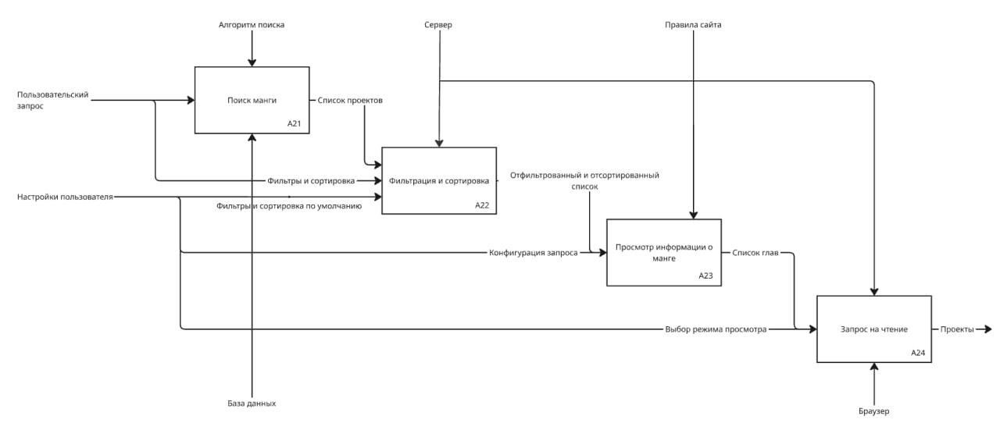 Алгоритм поиска
Сервер
Правила сайта
Пользовательский
запрос
Поиск манги
A21
Список проектов
Фильтры и сортировка
Фильтрация и сортировка
A22
Отфильтрованный и отсортированный
список
Настройки пользователя
Фильтры и сортировка по умолчанию
Конфигурация запроса
Просмотр информации о
манге
A23
Список глав
Выбор режима просмотра
Запрос на чтение
A24
Проекты
База данных
Браузер